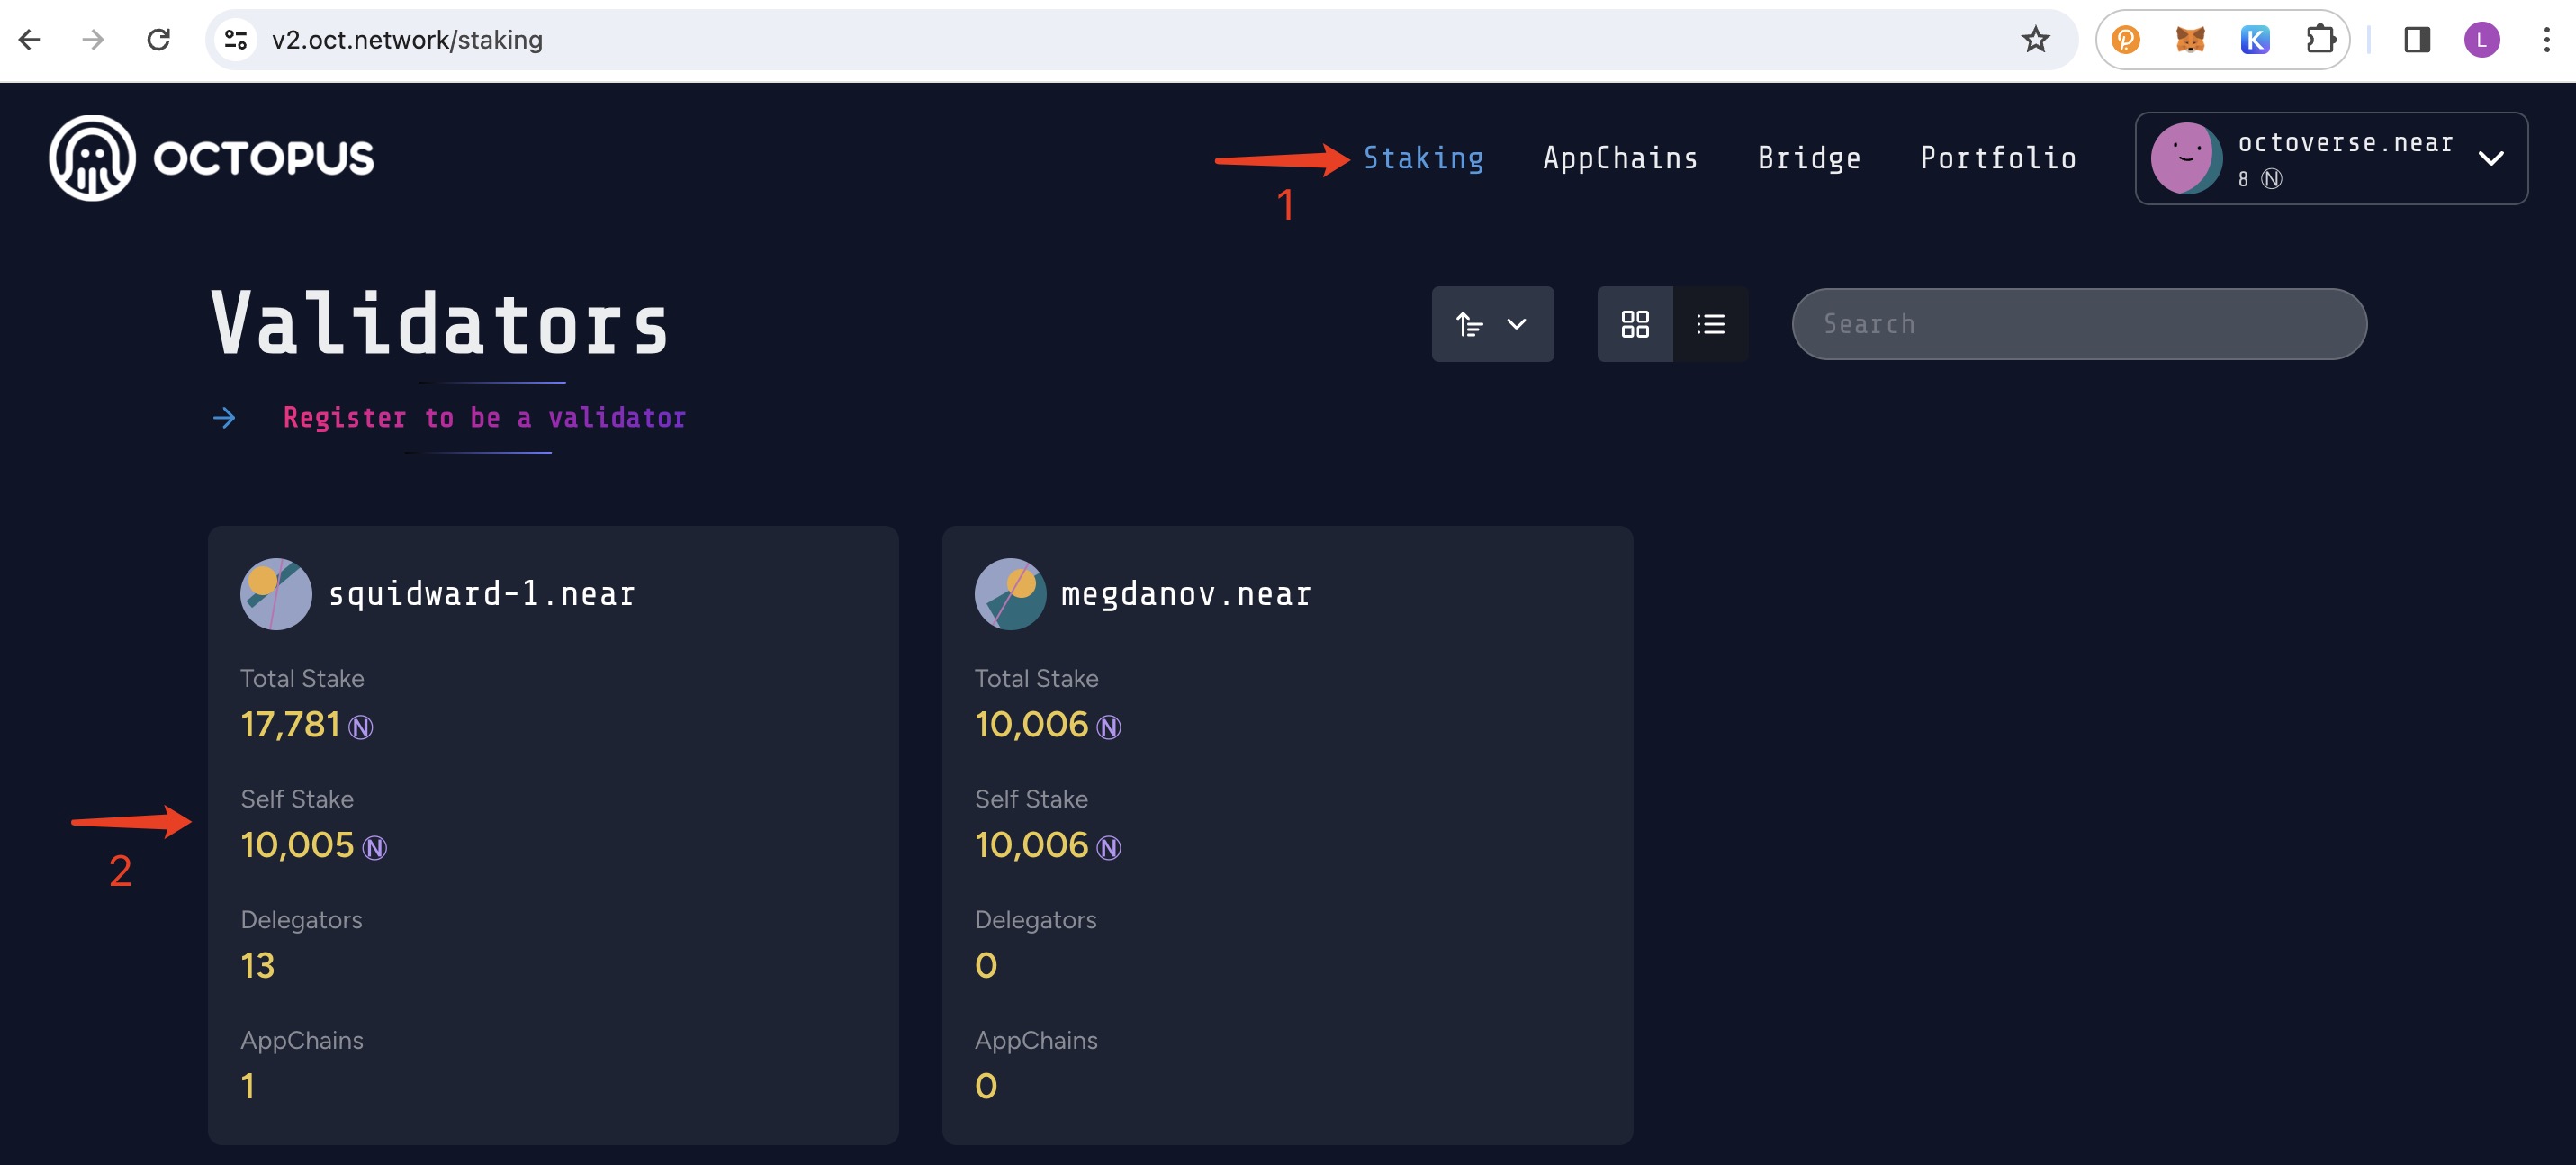 v2.oct.network/staking
L
OCTOPUS
Staking
AppChains
Bridge
Portfolio
octoverse.near
8 Ⓝ
1
Validators
Search
Register to be a validator
squidward-1.near
Total Stake
17,781 Ⓝ
Self Stake
10,005 Ⓝ
Delegators
13
AppChains
1
2
megdanov.near
Total Stake
10,006 Ⓝ
Self Stake
10,006 Ⓝ
Delegators
0
AppChains
0